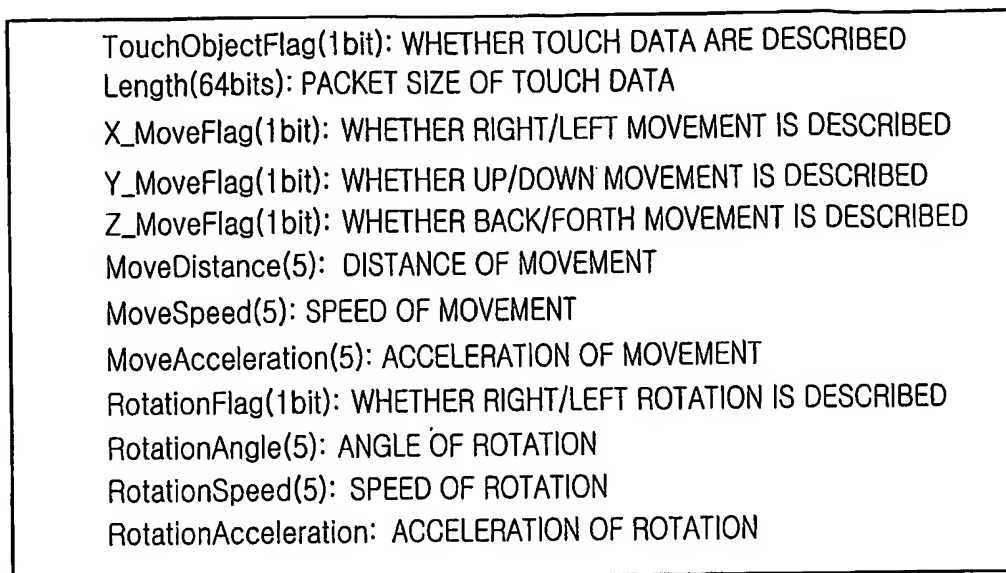 TouchObjectFlag(1bit): WHETHER TOUCH DATA ARE DESCRIBED
Length(64bits): PACKET SIZE OF TOUCH DATA
X_MoveFlag(1bit): WHETHER RIGHT/LEFT MOVEMENT IS DESCRIBED
Y_MoveFlag(1bit): WHETHER UP/DOWN MOVEMENT IS DESCRIBED
Z_MoveFlag(1bit): WHETHER BACK/FORTH MOVEMENT IS DESCRIBED
MoveDistance(5): DISTANCE OF MOVEMENT
MoveSpeed(5): SPEED OF MOVEMENT
MoveAcceleration(5): ACCELERATION OF MOVEMENT
RotationFlag(1bit): WHETHER RIGHT/LEFT ROTATION IS DESCRIBED
RotationAngle(5): ANGLE OF ROTATION
RotationSpeed(5): SPEED OF ROTATION
RotationAcceleration: ACCELERATION OF ROTATION